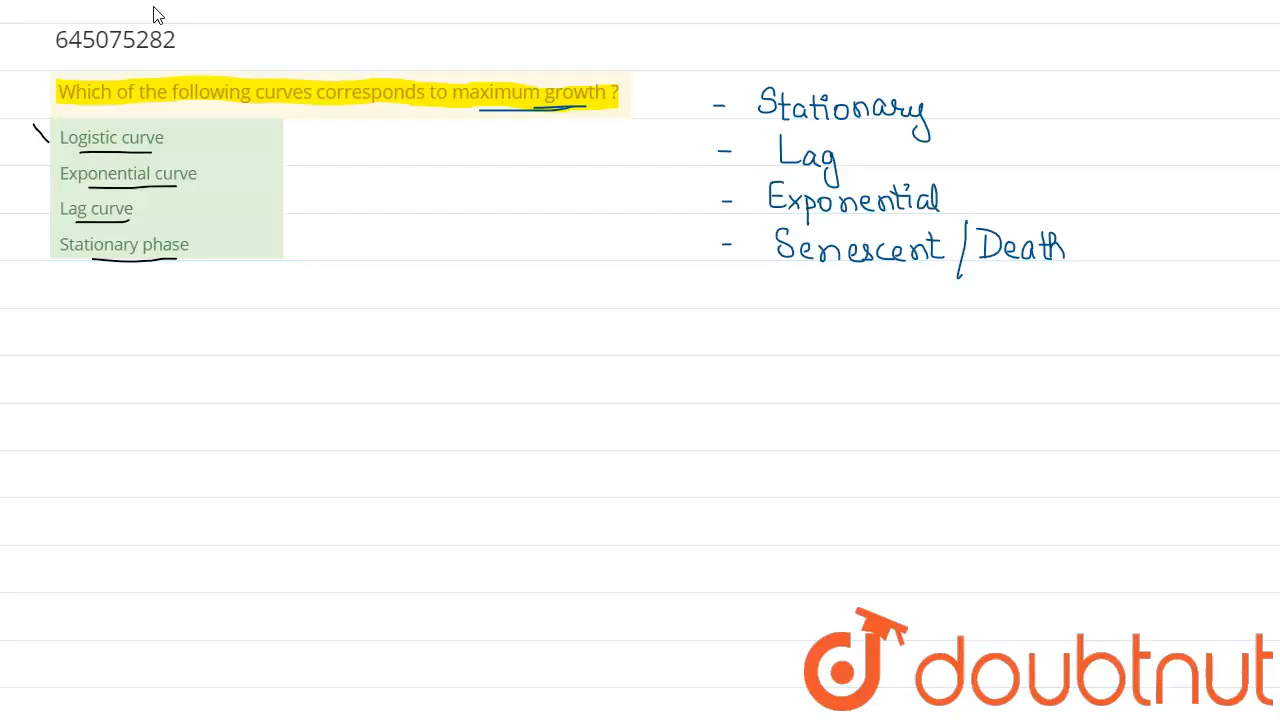 645075282
Which of the following curves corresponds to maximum growth ?
Logistic curve
Exponential curve
Lag curve
Stationary phase
- Stationary
- Lag
- Exponential
- Senescent / Death
doubtnut